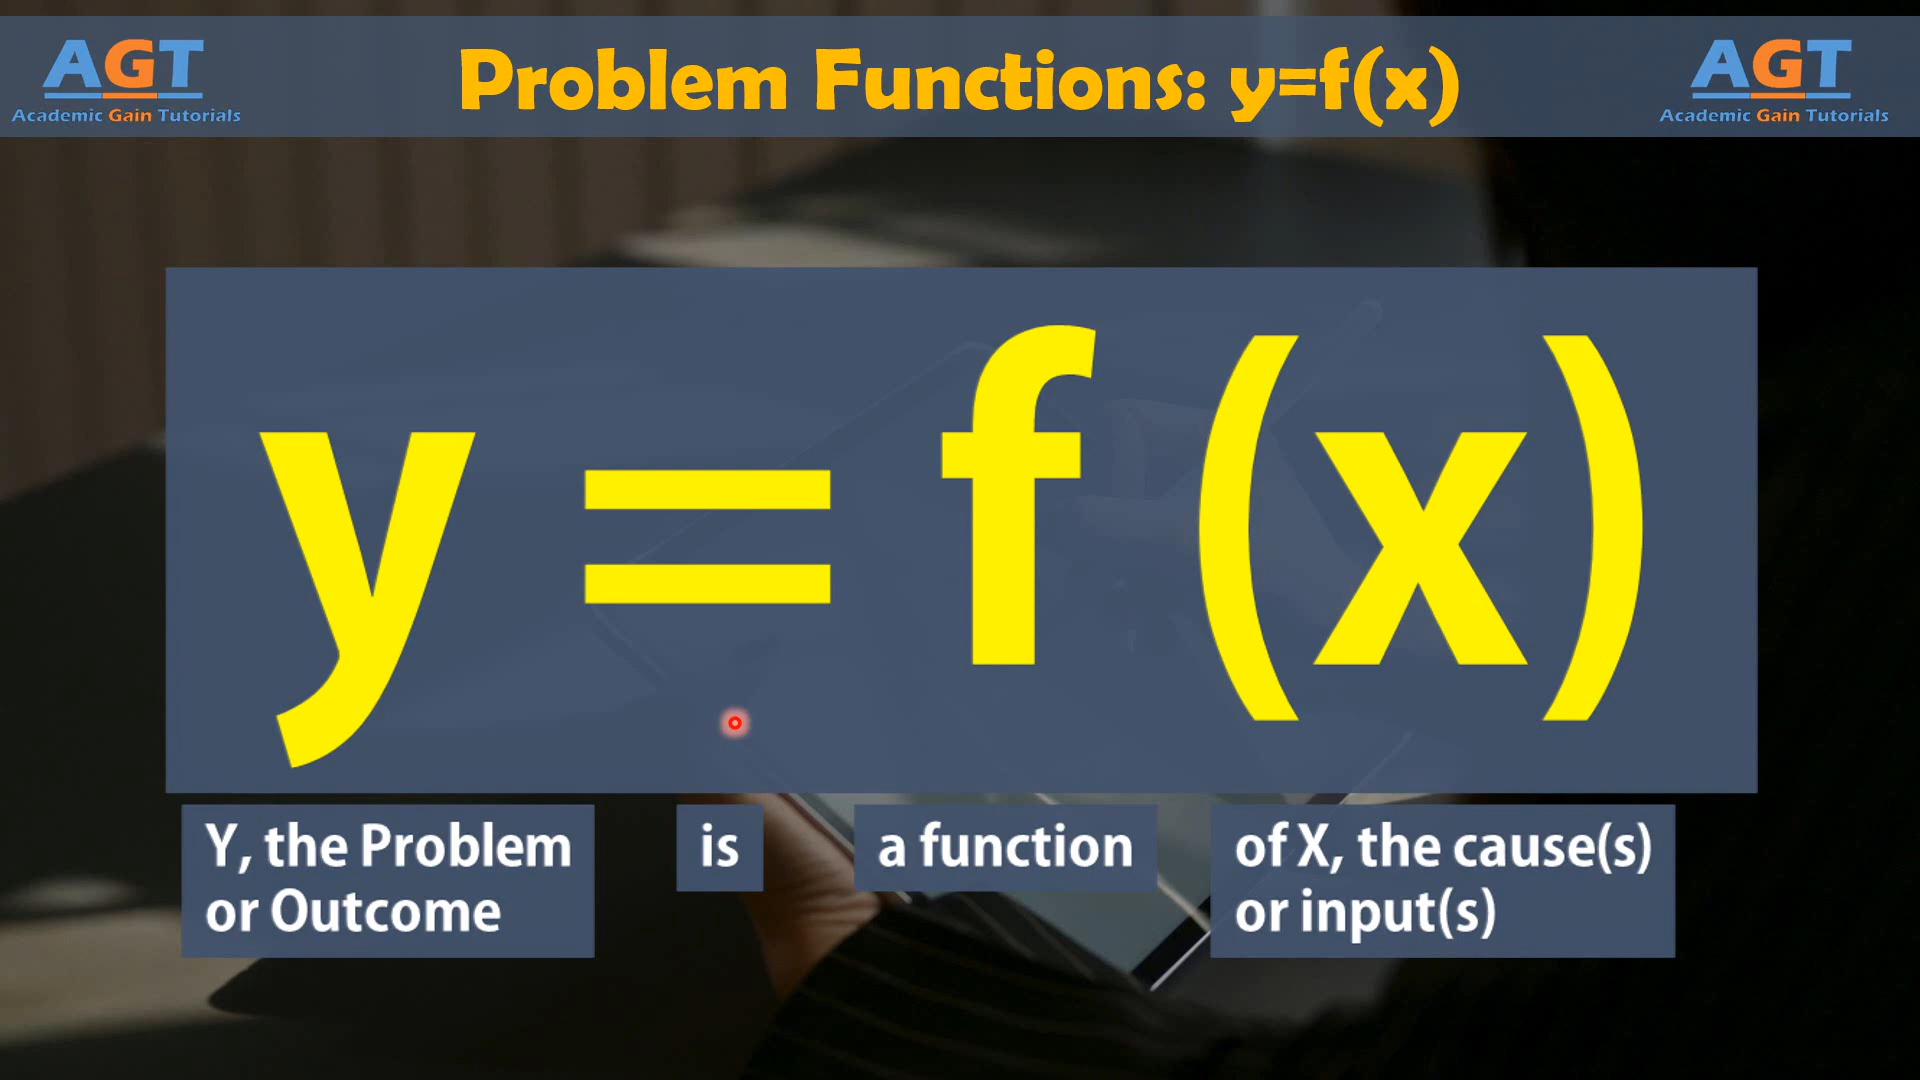 AGT
Academic Gain Tutorials
Problem Functions: y=f(x)
AGT
Academic Gain Tutorials
y = f (x)
Y, the Problem
or Outcome
is
a function
of X, the cause(s)
or input(s)